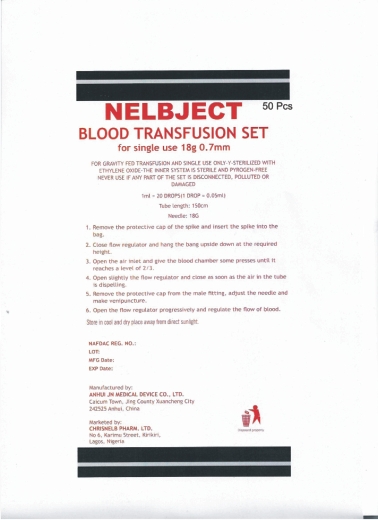 NELBJECT
50 Pcs
BLOOD TRANSFUSION SET
for single use 18g 0.7mm
FOR GRAVITY FED TRANSFUSION AND SINGLE USE ONLY-Y-STERILIZED WITH
ETHYLENE OXIDE-THE INNER SYSTEM IS STERILE and PYROGEN-FREE
NEVER USE IF ANY PART OF THE SET IS DISCONNECTED, POLLUTED OR
DAMAGED
1ml = 20 DROPS(1 DROP = 0.05ml)
Tube length: 150cm
Needle: 18G
1. Remove the protective cap of the spike and insert the spike into the
bag.
2. Close flow regulator and hang the bang upside down at the required
height.
3. Open the air inlet and give the blood chamber some presses until it
reaches a level of 2/3.
4. Open slightly the flow regulator and close as soon as the air in the tube
is dispelling.
5. Remove the protective cap from the male fitting, adjust the needle and
make venipuncture.
6. Open the flow regulator progressively and regulate the flow of blood.
Store in cool and dry place away from direct sunlight
NAFDAC REG. NO.:
LOT:
MFG Date:
EXP Date:
Manufactured by:
ANHUI JN MEDICAL DEVICE CO., LTD.
Caicum Town, Jing County Xuancheng City
242525 Anhui, China
Marketed by:
CHRISNELB PHARM. LTD.
No 6, Karimu Street, Kirikiri,
Lagos, Nigeria